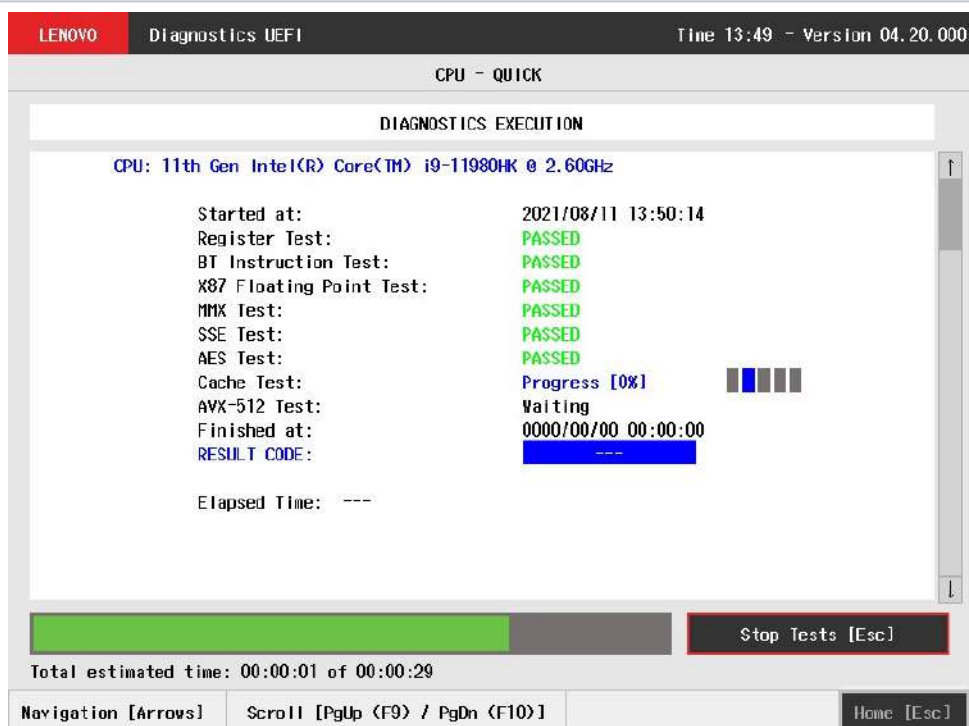 LENOVO Diagnostics UEFI Time 13:49 - Version 04.20.000
CPU - QUICK
DIAGNOSTICS EXECUTION
CPU: 11th Gen Intel(R) Core(TM) i9-11980HK @ 2.60GHz
Started at: 2021/08/11 13:50:14
Register Test: PASSED
BT Instruction Test: PASSED
X87 Floating Point Test: PASSED
MMX Test: PASSED
SSE Test: PASSED
AES Test: PASSED
Cache Test: Progress [0%]
AVX-512 Test: Waiting
Finished at: 0000/00/00 00:00:00
RESULT CODE: ---
Elapsed Time: ---
Stop Tests [Esc]
Total estimated time: 00:00:01 of 00:00:29
Navigation [Arrows] Scroll [PgUp (F9) / PgDn (F10)] Home [Esc]